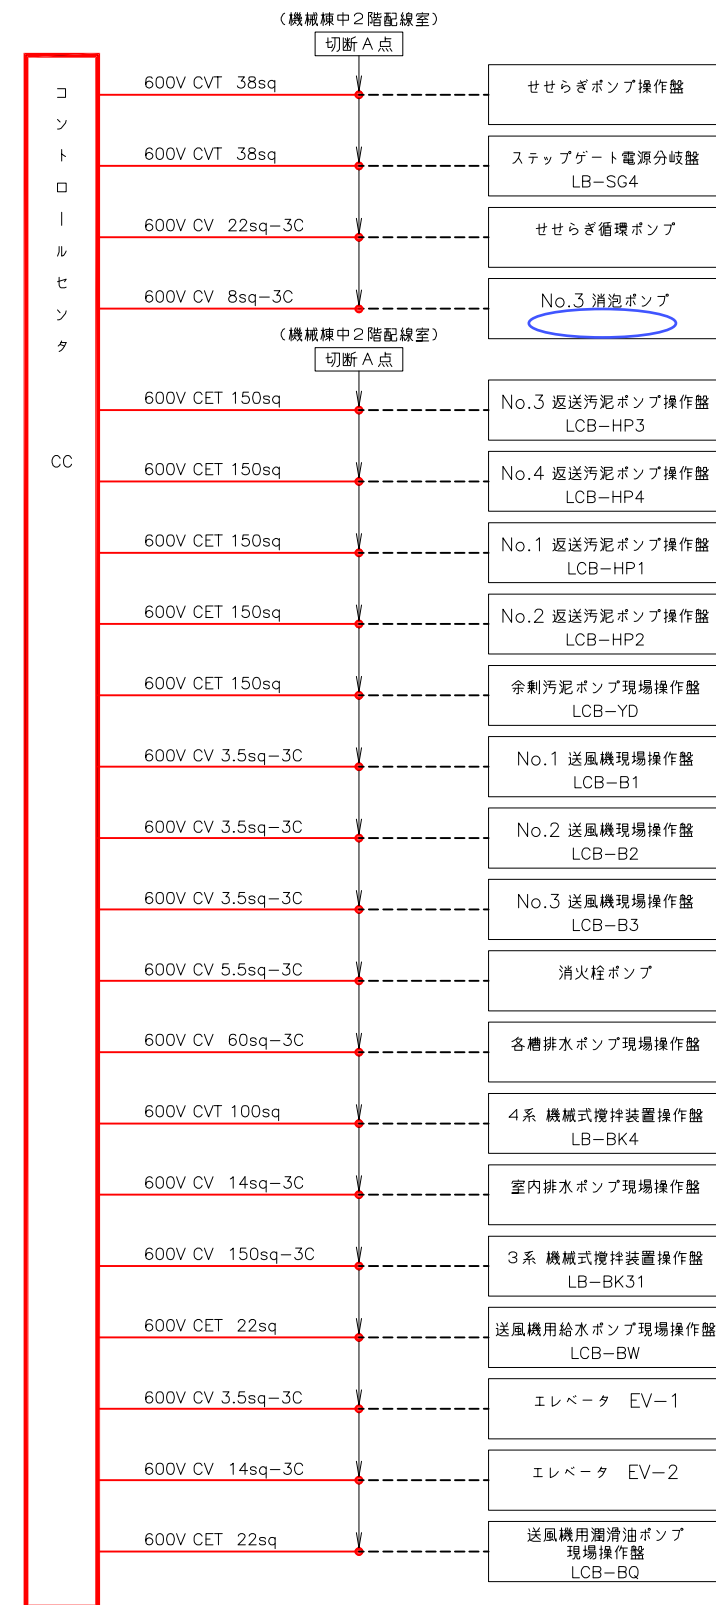 (機械棟中2階配線室)
切断A点
コントロールセンタ
CC
600V CVT 38sq
せせらぎポンプ操作盤
600V CVT 38sq
ステップゲート電源分岐盤
LB-SG4
600V CV 22sq-3C
せせらぎ循環ポンプ
600V CV 8sq-3C
No.3 消泡ポンプ
(機械棟中2階配線室)
切断A点
600V CET 150sq
No.3 返送汚泥ポンプ操作盤
LCB-HP3
600V CET 150sq
No.4 返送汚泥ポンプ操作盤
LCB-HP4
600V CET 150sq
No.1 返送汚泥ポンプ操作盤
LCB-HP1
600V CET 150sq
No.2 返送汚泥ポンプ操作盤
LCB-HP2
600V CET 150sq
余剰汚泥ポンプ現場操作盤
LCB-YD
600V CV 3.5sq-3C
No.1 送風機現場操作盤
LCB-B1
600V CV 3.5sq-3C
No.2 送風機現場操作盤
LCB-B2
600V CV 3.5sq-3C
No.3 送風機現場操作盤
LCB-B3
600V CV 5.5sq-3C
消火栓ポンプ
600V CV 60sq-3C
各槽排水ポンプ現場操作盤
600V CVT 100sq
4系 機械式撹拌装置操作盤
LB-BK4
600V CV 14sq-3C
室内排水ポンプ現場操作盤
600V CV 150sq-3C
3系 機械式撹拌装置操作盤
LB-BK31
600V CET 22sq
送風機用給水ポンプ現場操作盤
LCB-BW
600V CV 3.5sq-3C
エレベータ EV-1
600V CV 14sq-3C
エレベータ EV-2
600V CET 22sq
送風機用潤滑油ポンプ
現場操作盤
LCB-BQ